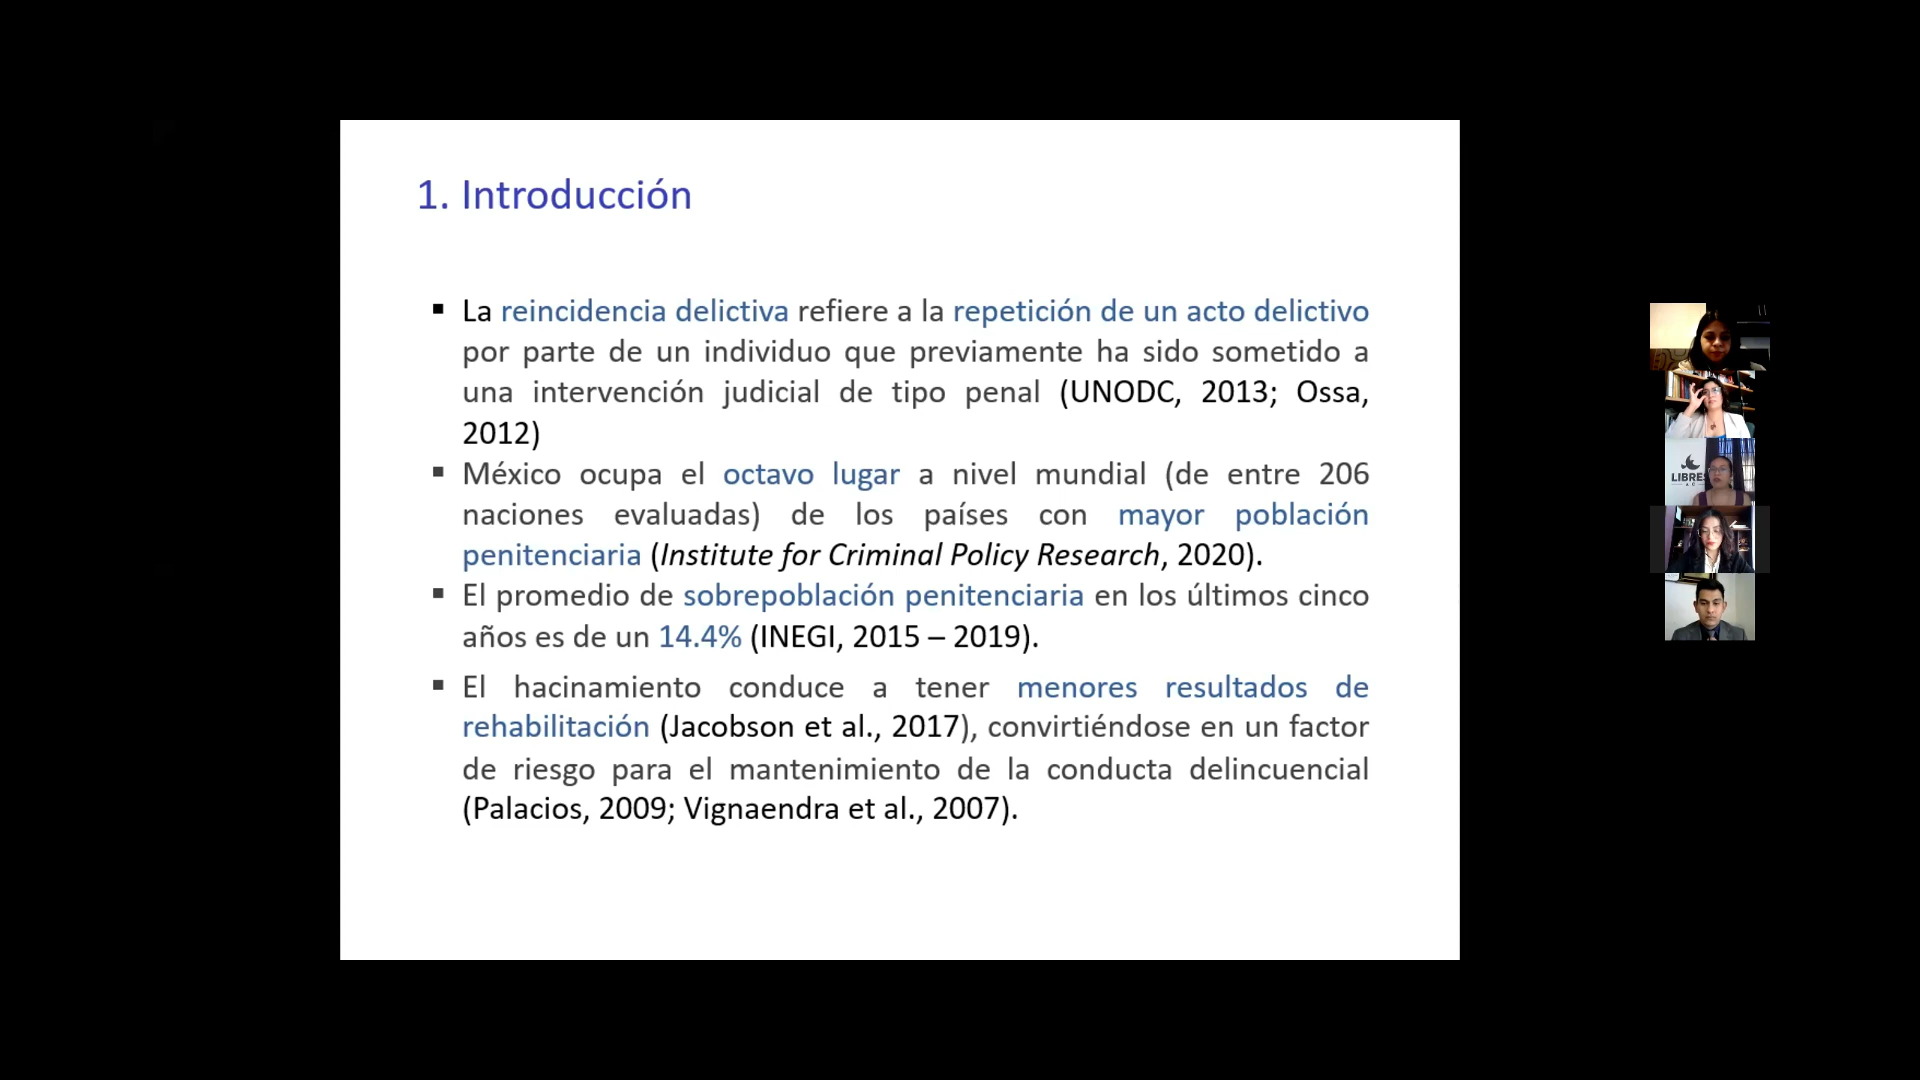 1. Introducción
▪ La reincidencia delictiva refiere a la repetición de un acto delictivo
por parte de un individuo que previamente ha sido sometido a
una intervención judicial de tipo penal (UNODC, 2013; Ossa,
2012)
▪ México ocupa el octavo lugar a nivel mundial (de entre 206
naciones evaluadas) de los países con mayor población
penitenciaria (Institute for Criminal Policy Research, 2020).
▪ El promedio de sobrepoblación penitenciaria en los últimos cinco
años es de un 14.4% (INEGI, 2015 – 2019).
▪ El hacinamiento conduce a tener menores resultados de
rehabilitación (Jacobson et al., 2017), convirtiéndose en un factor
de riesgo para el mantenimiento de la conducta delincuencial
(Palacios, 2009; Vignaendra et al., 2007).
LIBRES